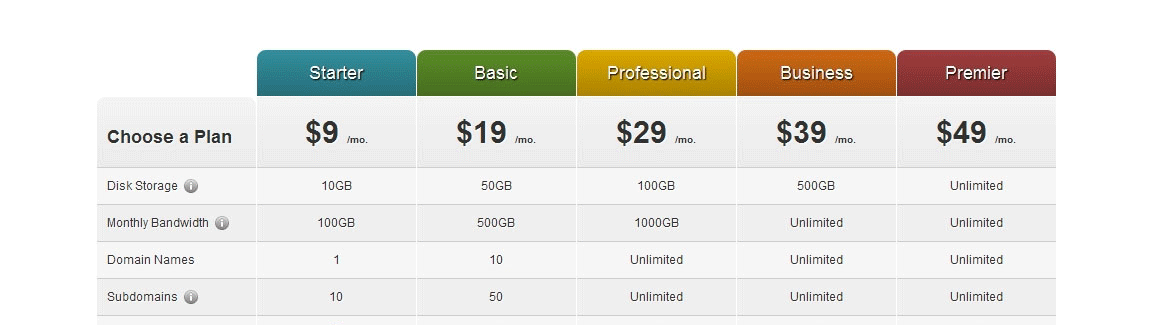 Starter Basic Professional Business Premier
Choose a Plan $9 /mo. $19 /mo. $29 /mo. $39 /mo. $49 /mo.
Disk Storage i 10GB 50GB 100GB 500GB Unlimited
Monthly Bandwidth i 100GB 500GB 1000GB Unlimited Unlimited
Domain Names 1 10 Unlimited Unlimited Unlimited
Subdomains i 10 50 Unlimited Unlimited Unlimited